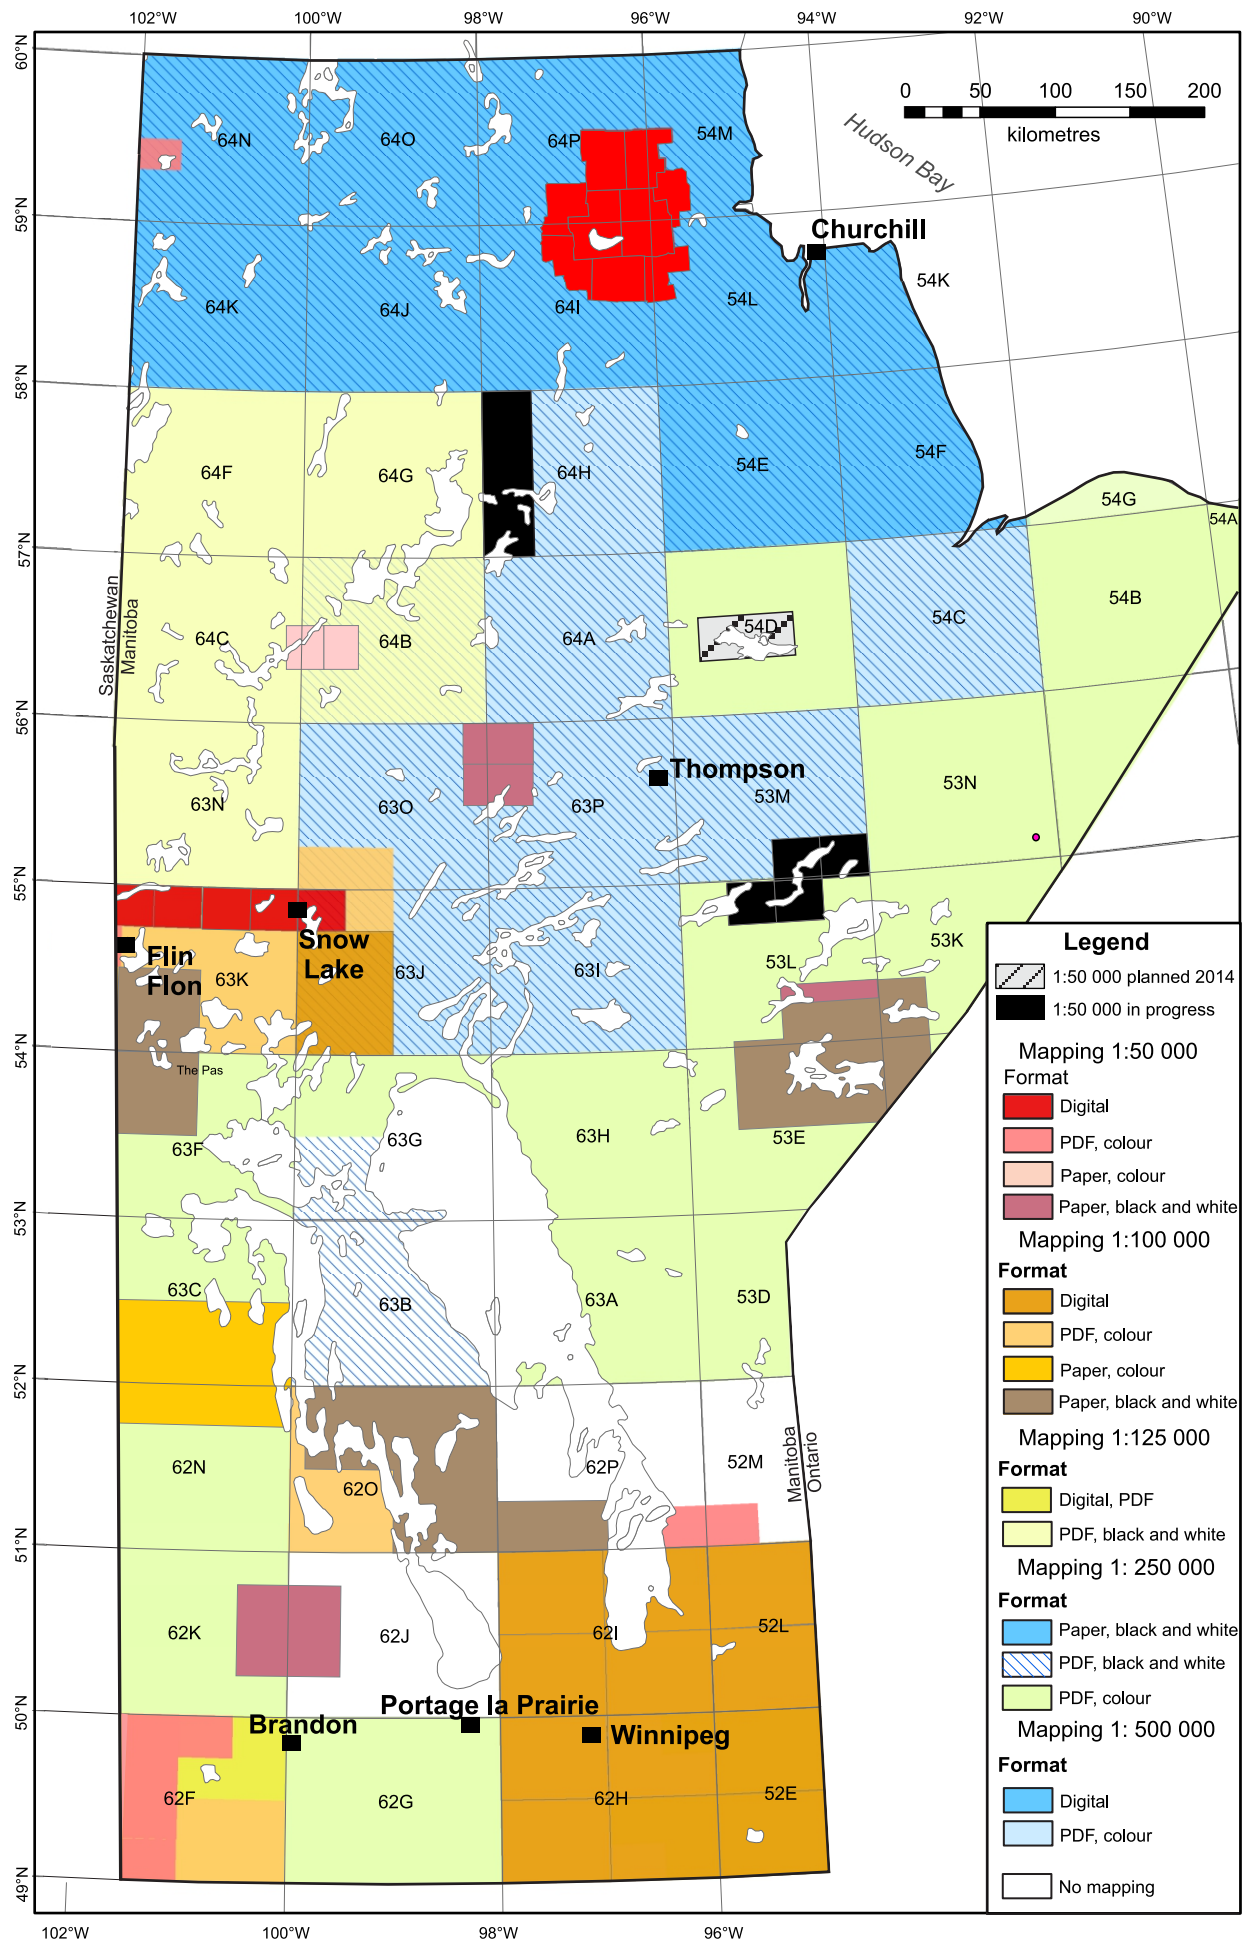 102°W 100°W 98°W 96°W 94°W 92°W 90°W
60°N
0 50 100 150 200
kilometres
Hudson Bay
64N 64O 64P 54M
59°N
Churchill
54K
64K 64J 64I 54L
58°N
64F 64G 64H 54E 54F
54G
54A
57°N
Saskatchewan
Manitoba
64C 64B 64A 54D 54C 54B
56°N
Thompson
63N 63O 63P 53M 53N
55°N
Snow
Lake
Flin
Flon
63K 63J 63I 53L 53K
54°N
The Pas
63F 63G 63H 53E
53°N
63C 63B 63A 53D
52°N
Manitoba
Ontario
62N 62O 62P 52M
51°N
62K 62J 62I 52L
50°N
Portage la Prairie
Brandon
Winnipeg
62F 62G 62H 52E
49°N
102°W 100°W 98°W 96°W
Legend
1:50 000 planned 2014
1:50 000 in progress
Mapping 1:50 000
Format
Digital
PDF, colour
Paper, colour
Paper, black and white
Mapping 1:100 000
Format
Digital
PDF, colour
Paper, colour
Paper, black and white
Mapping 1:125 000
Format
Digital, PDF
PDF, black and white
Mapping 1: 250 000
Format
Paper, black and white
PDF, black and white
PDF, colour
Mapping 1: 500 000
Format
Digital
PDF, colour
No mapping